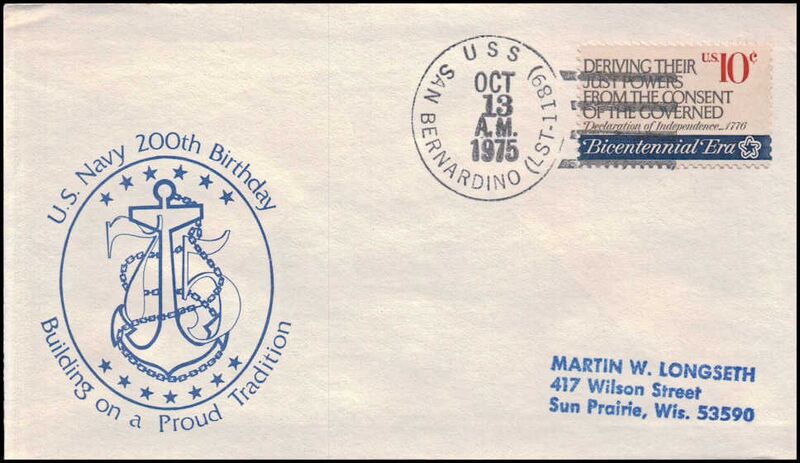 U.S. Navy 200th Birthday
75
Building on a Proud Tradition
USS
SAN BERNARDINO (LST-1189)
OCT
13
A.M.
1975
U.S. 10¢
DERIVING THEIR
JUST POWERS
FROM THE CONSENT
OF THE GOVERNED
Declaration of Independence, 1776
Bicentennial Era
MARTIN W. LONGSETH
417 Wilson Street
Sun Prairie, Wis. 53590